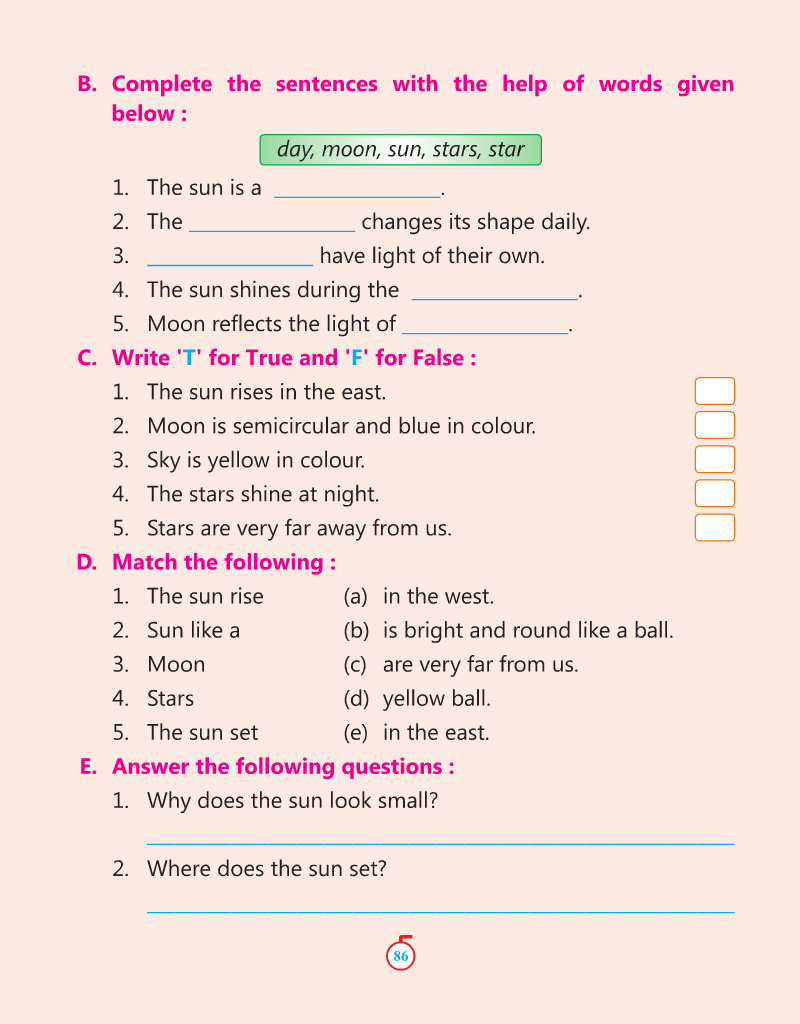 B. Complete the sentences with the help of words given
below :
day, moon, sun, stars, star
1. The sun is a _______________.
2. The _______________ changes its shape daily.
3. _______________ have light of their own.
4. The sun shines during the _______________.
5. Moon reflects the light of _______________.
C. Write 'T' for True and 'F' for False :
1. The sun rises in the east.
2. Moon is semicircular and blue in colour.
3. Sky is yellow in colour.
4. The stars shine at night.
5. Stars are very far away from us.
D. Match the following :
1. The sun rise (a) in the west.
2. Sun like a (b) is bright and round like a ball.
3. Moon (c) are very far from us.
4. Stars (d) yellow ball.
5. The sun set (e) in the east.
E. Answer the following questions :
1. Why does the sun look small?
2. Where does the sun set?
86